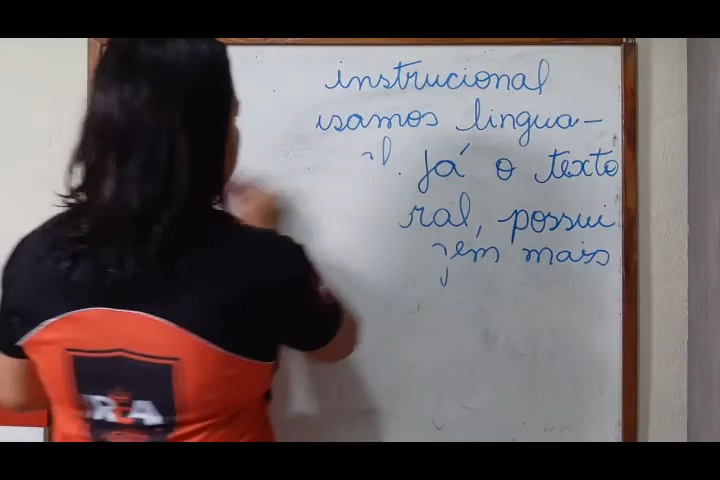 instrucional
usamos lingua-
. Já o texto
ral, possui
mais